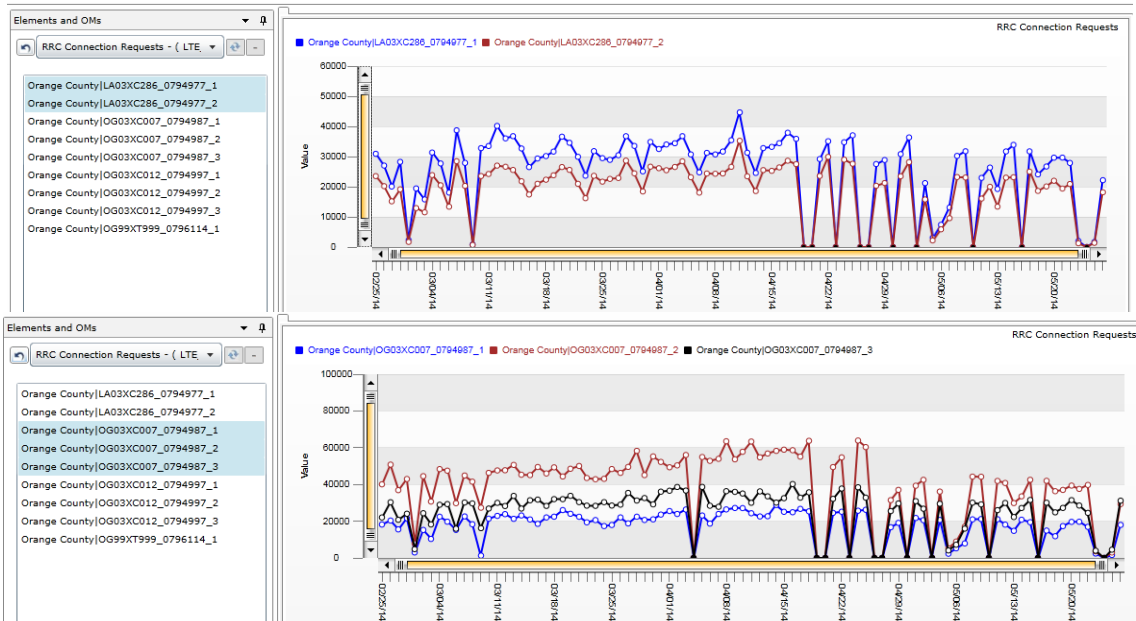 Elements and OMs
RRC Connection Requests - ( LTE_
Orange County|LA03XC286_0794977_1
Orange County|LA03XC286_0794977_2
Orange County|OG03XC007_0794987_1
Orange County|OG03XC007_0794987_2
Orange County|OG03XC007_0794987_3
Orange County|OG03XC012_0794997_1
Orange County|OG03XC012_0794997_2
Orange County|OG03XC012_0794997_3
Orange County|OG99XT999_0796114_1
RRC Connection Requests
Orange County|LA03XC286_0794977_1 Orange County|LA03XC286_0794977_2
60000
50000
40000
30000
20000
10000
0
Value
02/25/14 03/04/14 03/11/14 03/18/14 03/25/14 04/01/14 04/08/14 04/15/14 04/22/14 04/29/14 05/06/14 05/13/14 05/20/14
Elements and OMs
RRC Connection Requests - ( LTE_
Orange County|LA03XC286_0794977_1
Orange County|LA03XC286_0794977_2
Orange County|OG03XC007_0794987_1
Orange County|OG03XC007_0794987_2
Orange County|OG03XC007_0794987_3
Orange County|OG03XC012_0794997_1
Orange County|OG03XC012_0794997_2
Orange County|OG03XC012_0794997_3
Orange County|OG99XT999_0796114_1
RRC Connection Requests
Orange County|OG03XC007_0794987_1 Orange County|OG03XC007_0794987_2 Orange County|OG03XC007_0794987_3
100000
80000
60000
40000
20000
0
Value
02/25/14 03/04/14 03/11/14 03/18/14 03/25/14 04/01/14 04/08/14 04/15/14 04/22/14 04/29/14 05/06/14 05/13/14 05/20/14